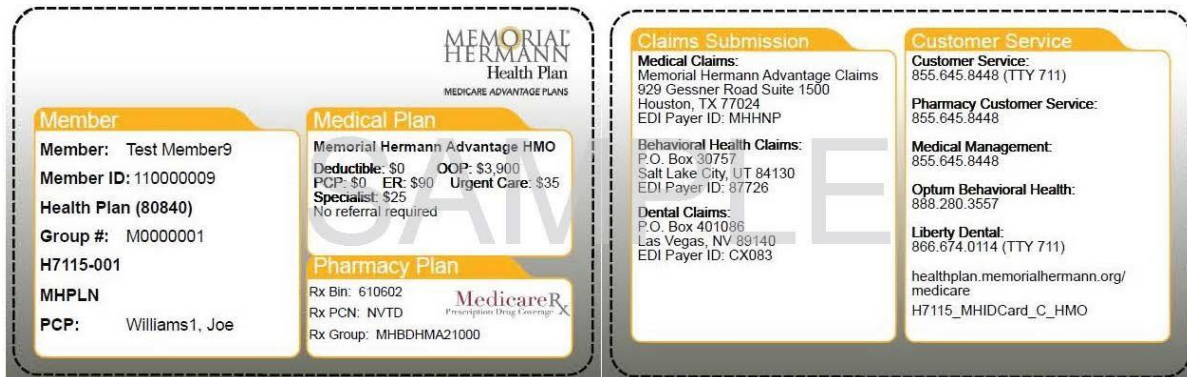 MEMORIAL
HERMANN
Health Plan
MEDICARE ADVANTAGE PLANS
Member
Member: Test Member9
Member ID: 110000009
Health Plan (80840)
Group #: M0000001
H7115-001
MHPLN
PCP: Williams1, Joe
Medical Plan
Memorial Hermann Advantage HMO
Deductible: $0 OOP: $3,900
PCP: $0 ER: $90 Urgent Care: $35
Specialist: $25
No referral required
Pharmacy Plan
Rx Bin: 610602
Rx PCN: NVTD
Rx Group: MHBDHMA21000
MedicareRx
Prescription Drug Coverage
SAMPLE
Claims Submission
Medical Claims:
Memorial Hermann Advantage Claims
929 Gessner Road Suite 1500
Houston, TX 77024
EDI Payer ID: MHHNP
Behavioral Health Claims:
P.O. Box 30757
Salt Lake City, UT 84130
EDI Payer ID: 87726
Dental Claims:
P.O. Box 401086
Las Vegas, NV 89140
EDI Payer ID: CX083
Customer Service
Customer Service:
855.645.8448 (TTY 711)
Pharmacy Customer Service:
855.645.8448
Medical Management:
855.645.8448
Optum Behavioral Health:
888.280.3557
Liberty Dental:
866.674.0114 (TTY 711)
healthplan.memorialhermann.org/
medicare
H7115_MHIDCard_C_HMO